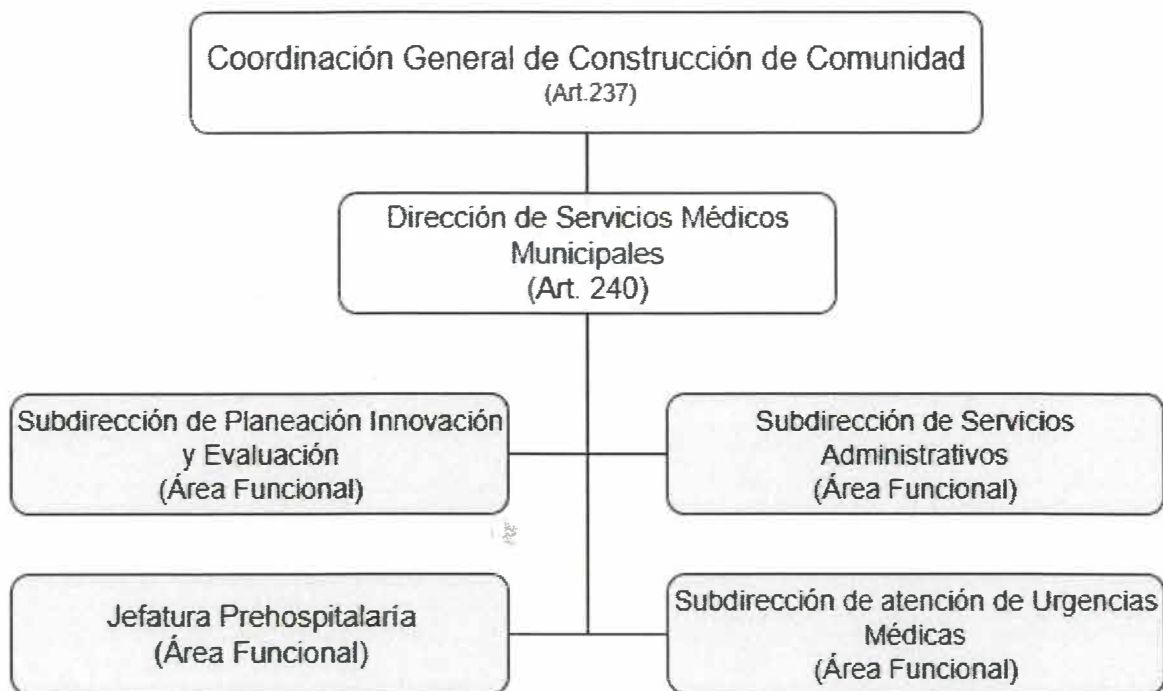 Coordinación General de Construcción de Comunidad
(Art.237)
Dirección de Servicios Médicos
Municipales
(Art. 240)
Subdirección de Planeación Innovación
y Evaluación
(Área Funcional)
Subdirección de Servicios
Administrativos
(Área Funcional)
Jefatura Prehospitalaría
(Área Funcional)
Subdirección de atención de Urgencias
Médicas
(Área Funcional)